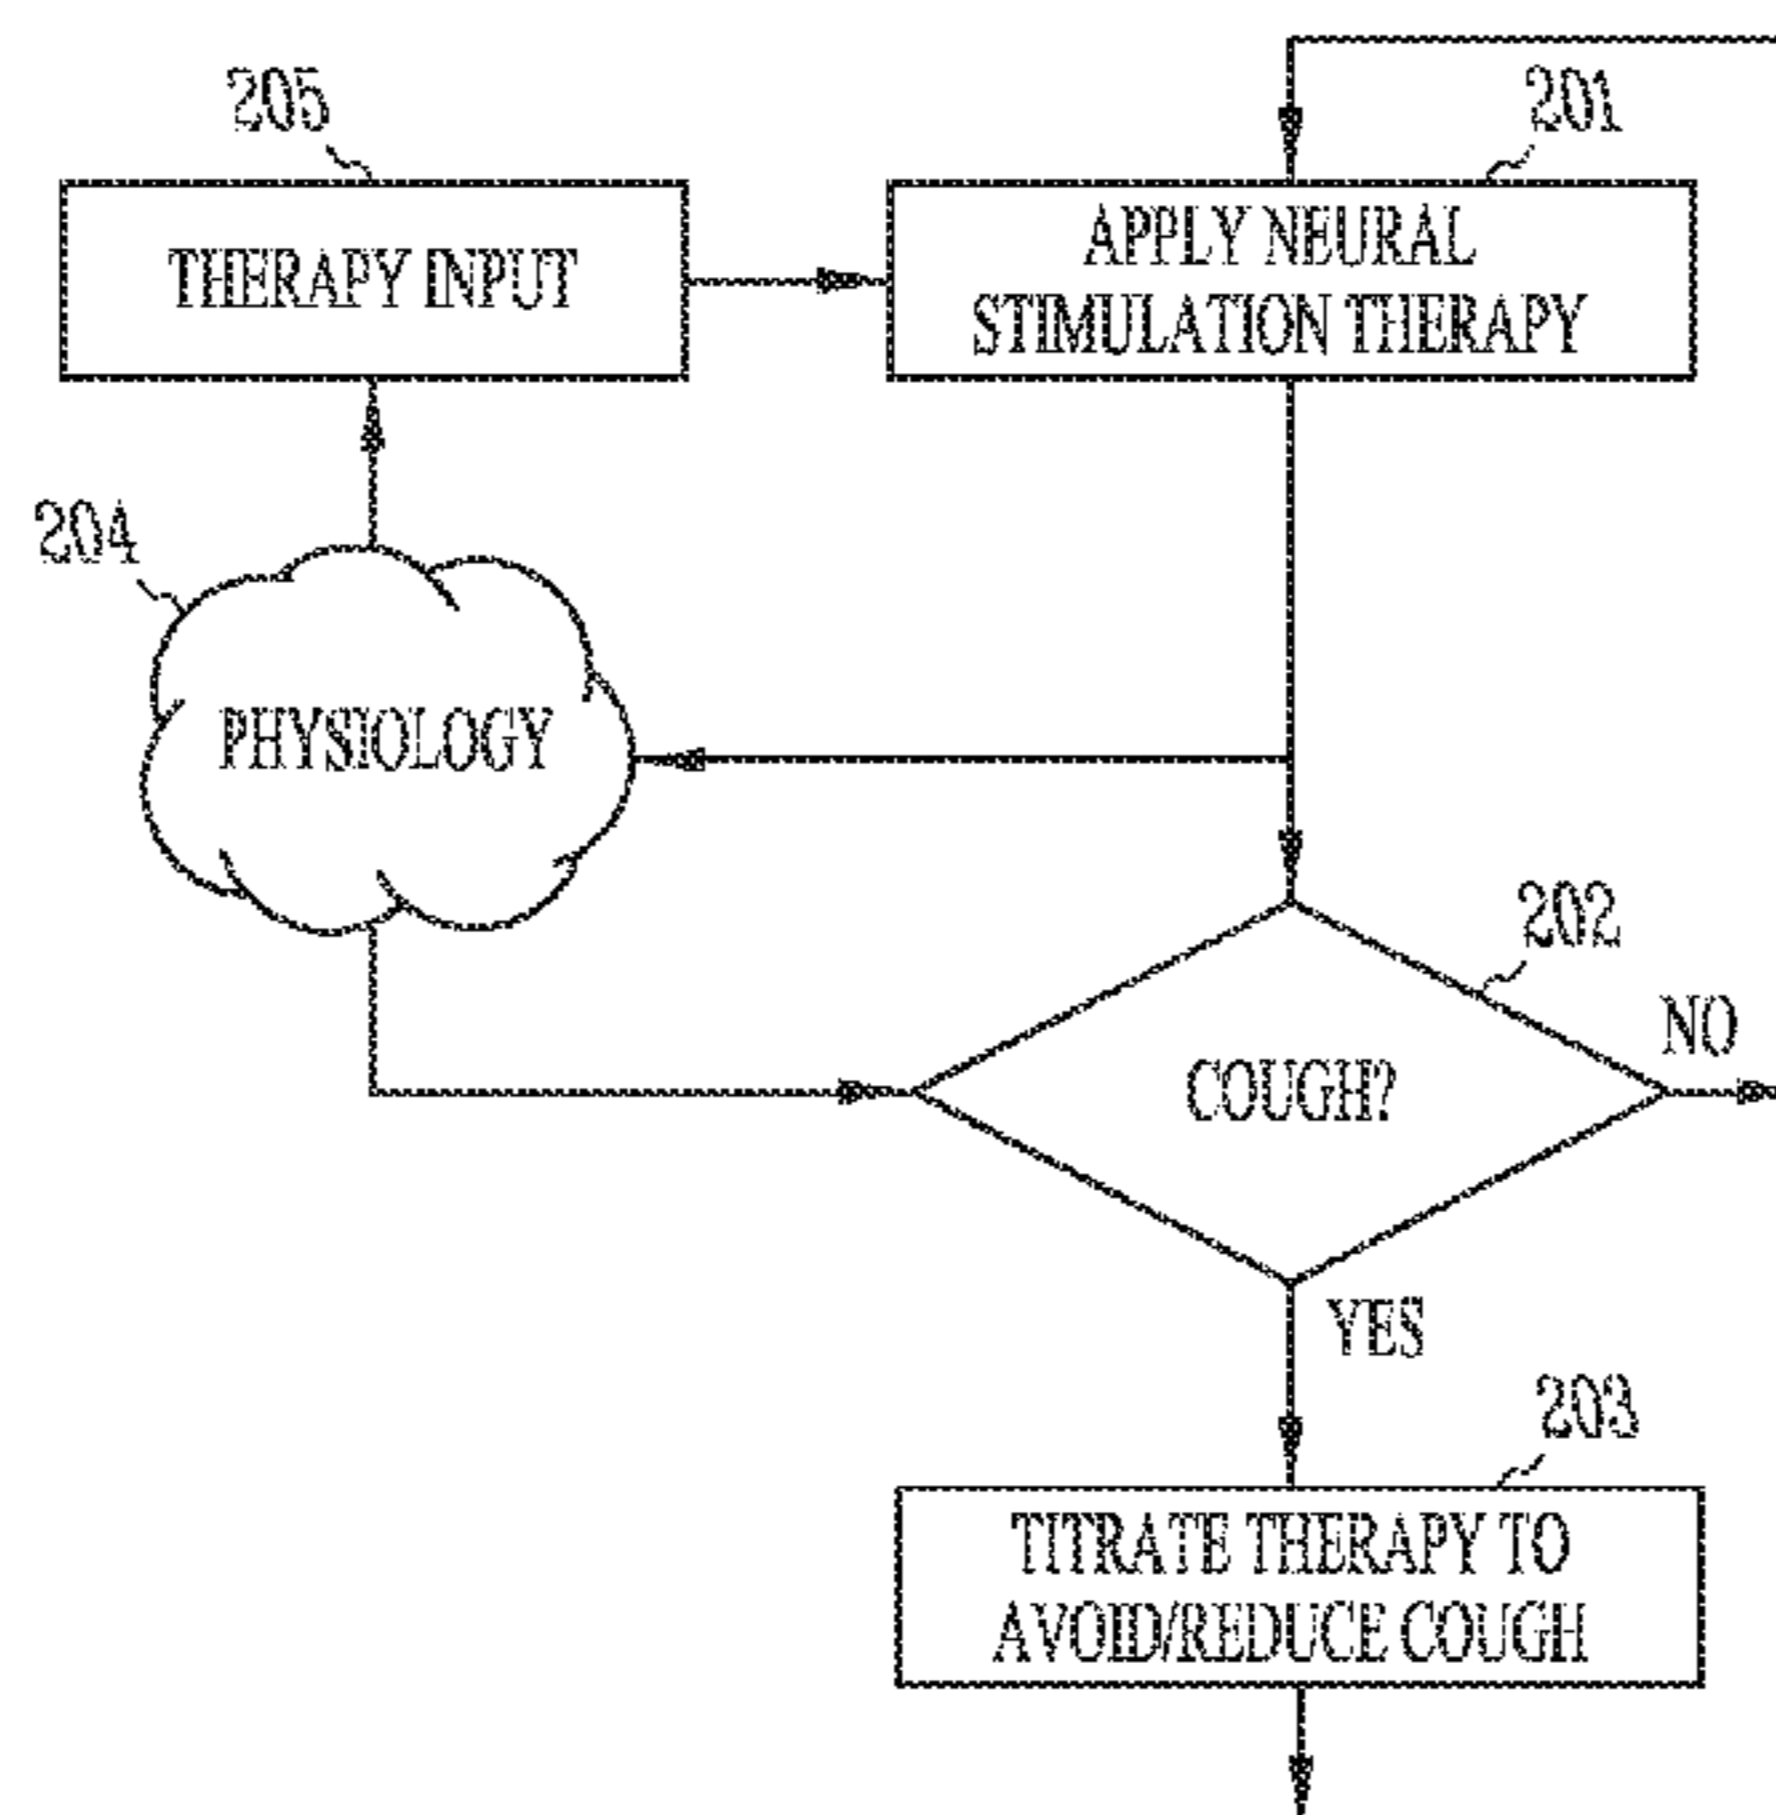 205
201
THERAPY INPUT
APPLY NEURAL
STIMULATION THERAPY
204
PHYSIOLOGY
202
NO
COUGH?
YES
203
TITRATE THERAPY TO
AVOID/REDUCE COUGH